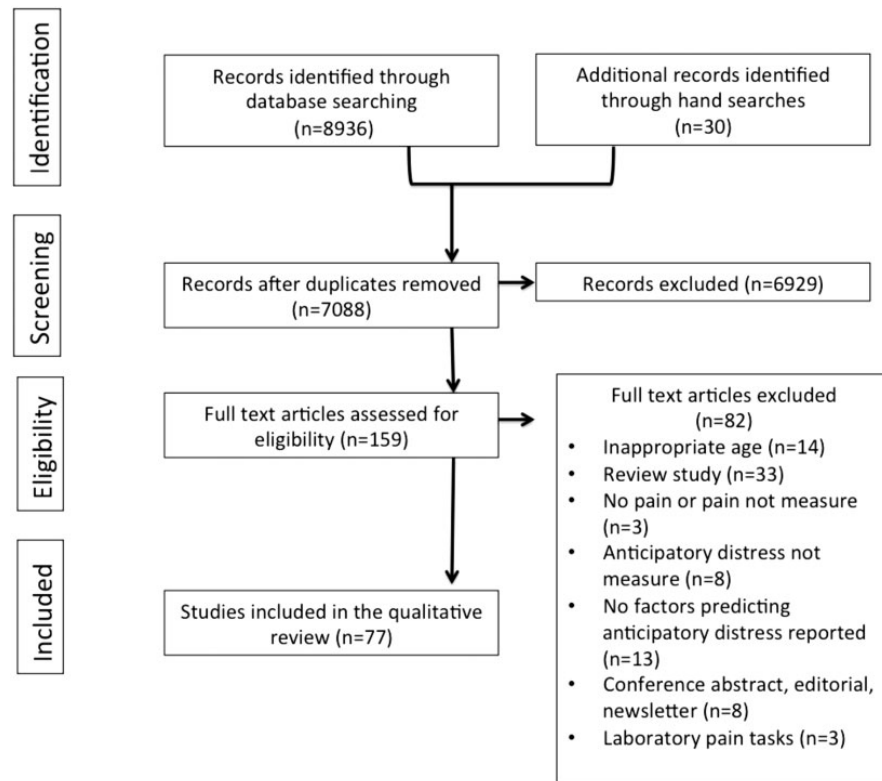 Identification
Records identified through
database searching
(n=8936)
Additional records identified
through hand searches
(n=30)
Screening
Records after duplicates removed
(n=7088)
Records excluded (n=6929)
Eligibility
Full text articles assessed for
eligibility (n=159)
Full text articles excluded
(n=82)
• Inappropriate age (n=14)
• Review study (n=33)
• No pain or pain not measure
(n=3)
• Anticipatory distress not
measure (n=8)
• No factors predicting
anticipatory distress reported
(n=13)
• Conference abstract, editorial,
newsletter (n=8)
• Laboratory pain tasks (n=3)
Included
Studies included in the qualitative
review (n=77)